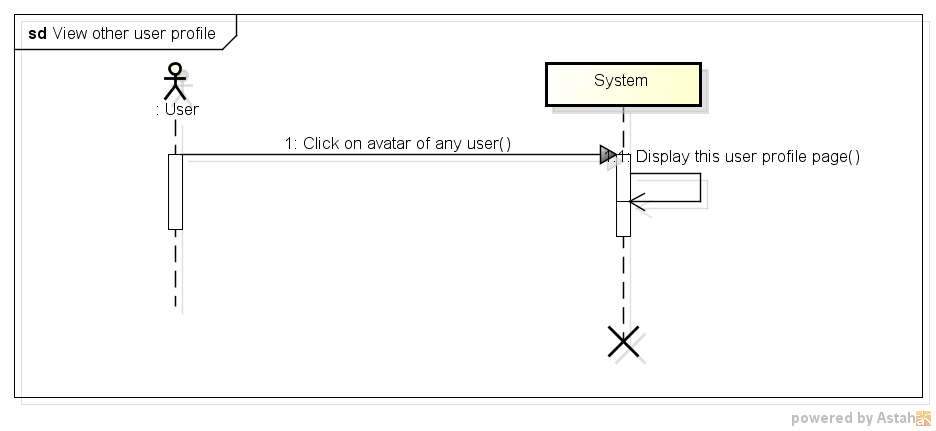 sd View other user profile
: User
System
1: Click on avatar of any user()
1.1: Display this user profile page()
powered by Astah